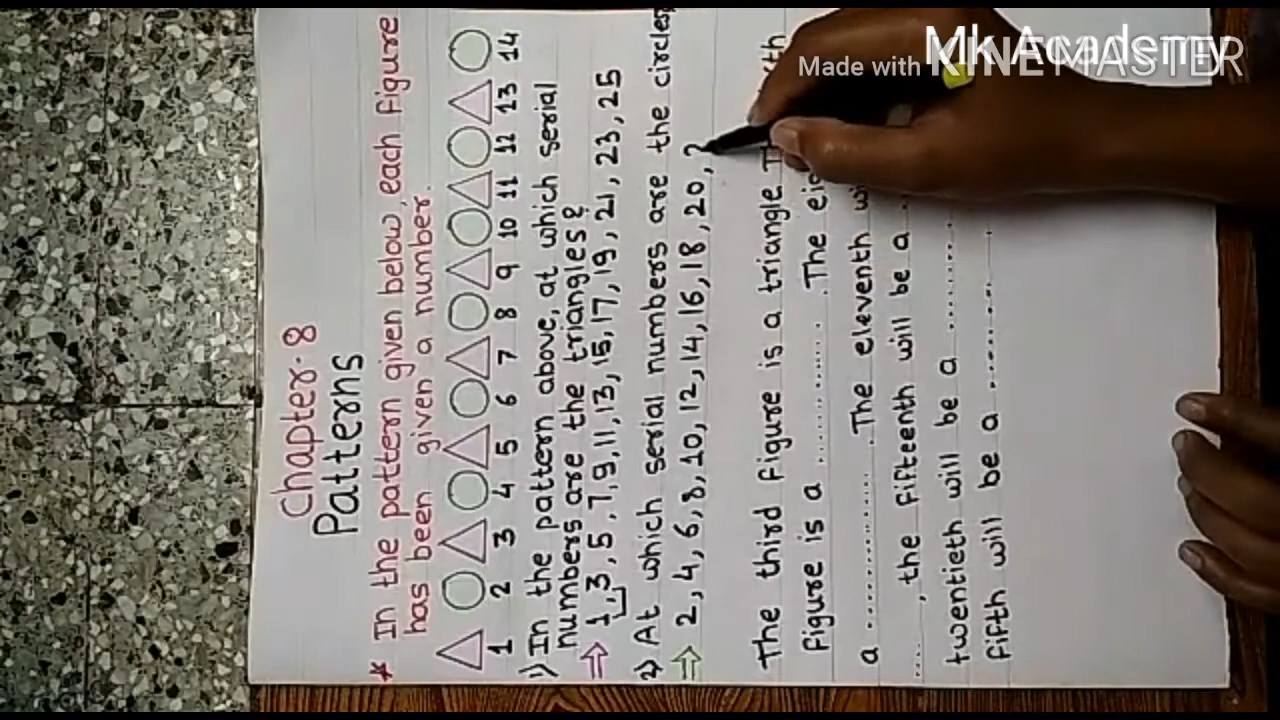 Mk Academy
Made with KINEMASTER
Chapter-8
Patterns
* In the pattern given below, each figure
has been given a number.
1 2 3 4 5 6 7 8 9 10 11 12 13 14
1) In the pattern above, at which serial
numbers are the triangles?
⇒ 1, 3, 5, 7, 9, 11, 13, 15, 17, 19, 21, 23, 25
2) At which serial numbers are the circles?
⇒ 2, 4, 6, 8, 10, 12, 14, 16, 18, 20, 2
The third figure is a triangle
figure is a ............ . The
a ............. . The eleventh
...., the fifteenth will be a ..
twentieth will be a .........
fifth will be a ...........